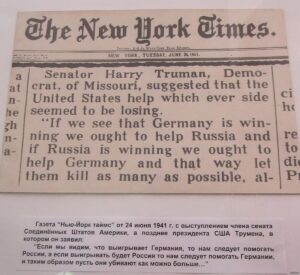 The New York Times.
NEW YORK, TUESDAY, JUNE 24, 1941.
Senator Harry Truman, Demo-
crat, of Missouri, suggested that the
United States help which ever side
seemed to be losing.
"If we see that Germany is win-
ning we ought to help Russia and
if Russia is winning we ought to
help Germany and that way let
them kill as many as possible, al-
Газета "Нью-Йорк таймс" от 24 июня 1941 г. с выступлением члена сената
Соединённых Штатов Америки, а позднее президента США Трумена, в
котором он заявил:
"Если мы видим, что выигрывает Германия, то нам следует помогать
России, а если выигрывать будет Россия то нам следует помогать Германии,
и таким образом пусть они убивают как можно больше..."